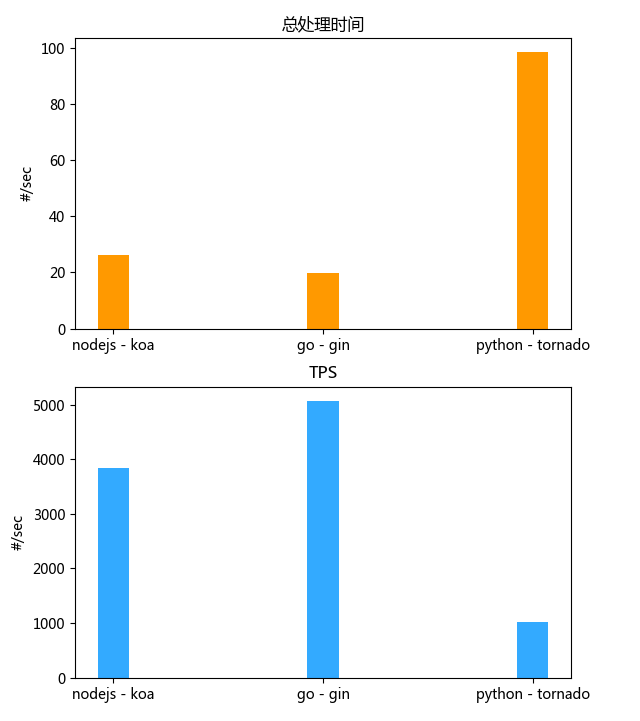 总处理时间
100
80
60
40
20
0
#/sec
nodejs - koa
go - gin
python - tornado
TPS
5000
4000
3000
2000
1000
0
#/sec
nodejs - koa
go - gin
python - tornado